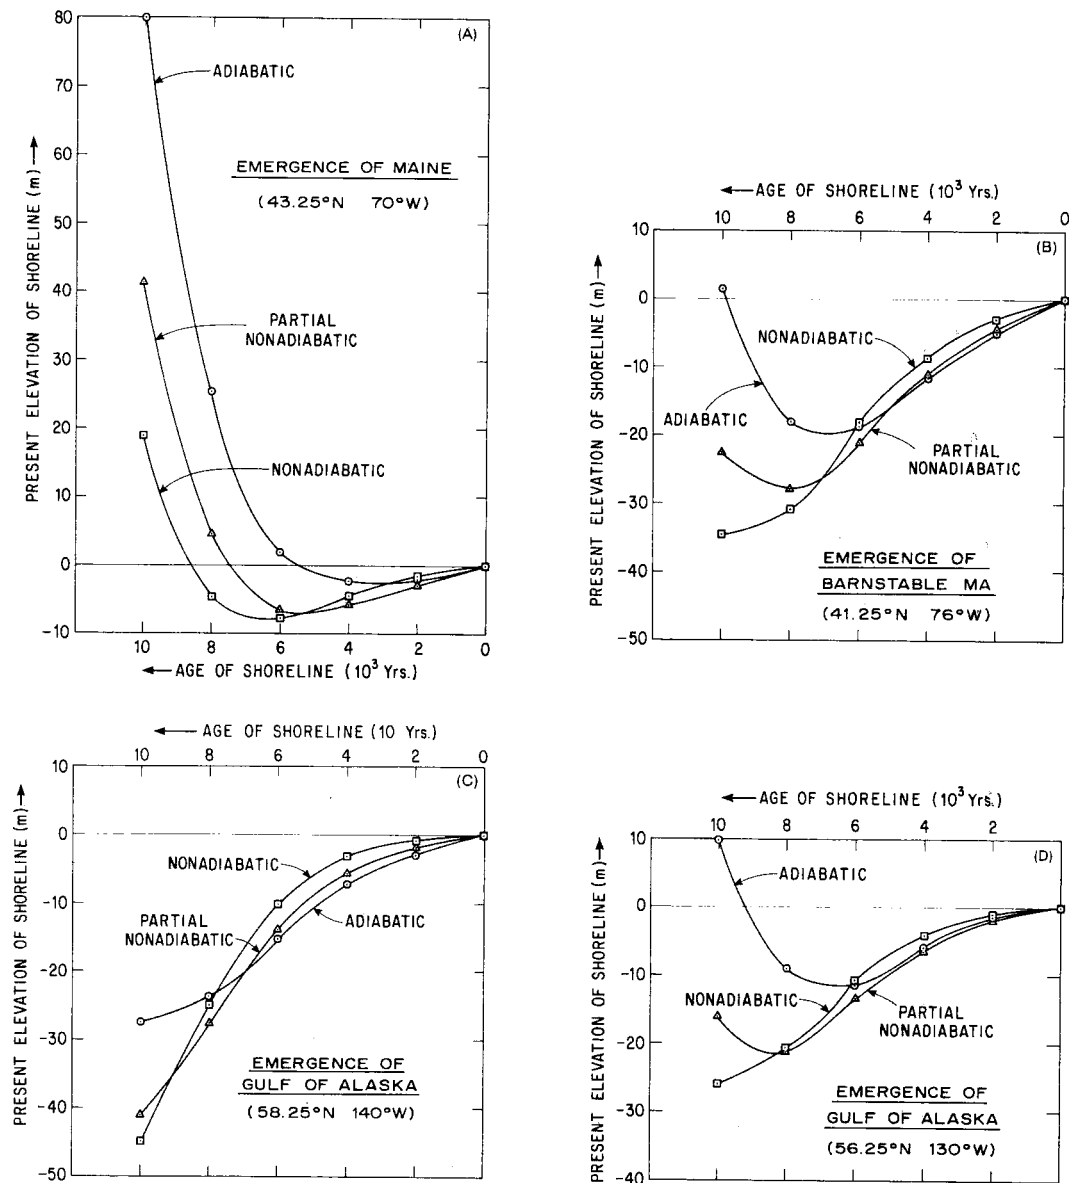 (A)
80
70
60
50
40
30
20
10
0
-10
PRESENT ELEVATION OF SHORELINE (m)
ADIABATIC
EMERGENCE OF MAINE
(43.25°N 70°W)
PARTIAL
NONADIABATIC
NONADIABATIC
10 8 6 4 2 0
AGE OF SHORELINE (10³ Yrs.)
AGE OF SHORELINE (10³ Yrs.)
10 8 6 4 2 0
(B)
10
0
-10
-20
-30
-40
-50
PRESENT ELEVATION OF SHORELINE (m)
NONADIABATIC
ADIABATIC
PARTIAL
NONADIABATIC
EMERGENCE OF
BARNSTABLE MA
(41.25°N 76°W)
AGE OF SHORELINE (10 Yrs.)
10 8 6 4 2 0
(C)
10
0
-10
-20
-30
-40
-50
PRESENT ELEVATION OF SHORELINE (m)
NONADIABATIC
PARTIAL
NONADIABATIC
ADIABATIC
EMERGENCE OF
GULF OF ALASKA
(58.25°N 140°W)
AGE OF SHORELINE (10³ Yrs.)
10 8 6 4 2 0
(D)
10
0
-10
-20
-30
-40
PRESENT ELEVATION OF SHORELINE (m)
ADIABATIC
NONADIABATIC
PARTIAL
NONADIABATIC
EMERGENCE OF
GULF OF ALASKA
(56.25°N 130°W)